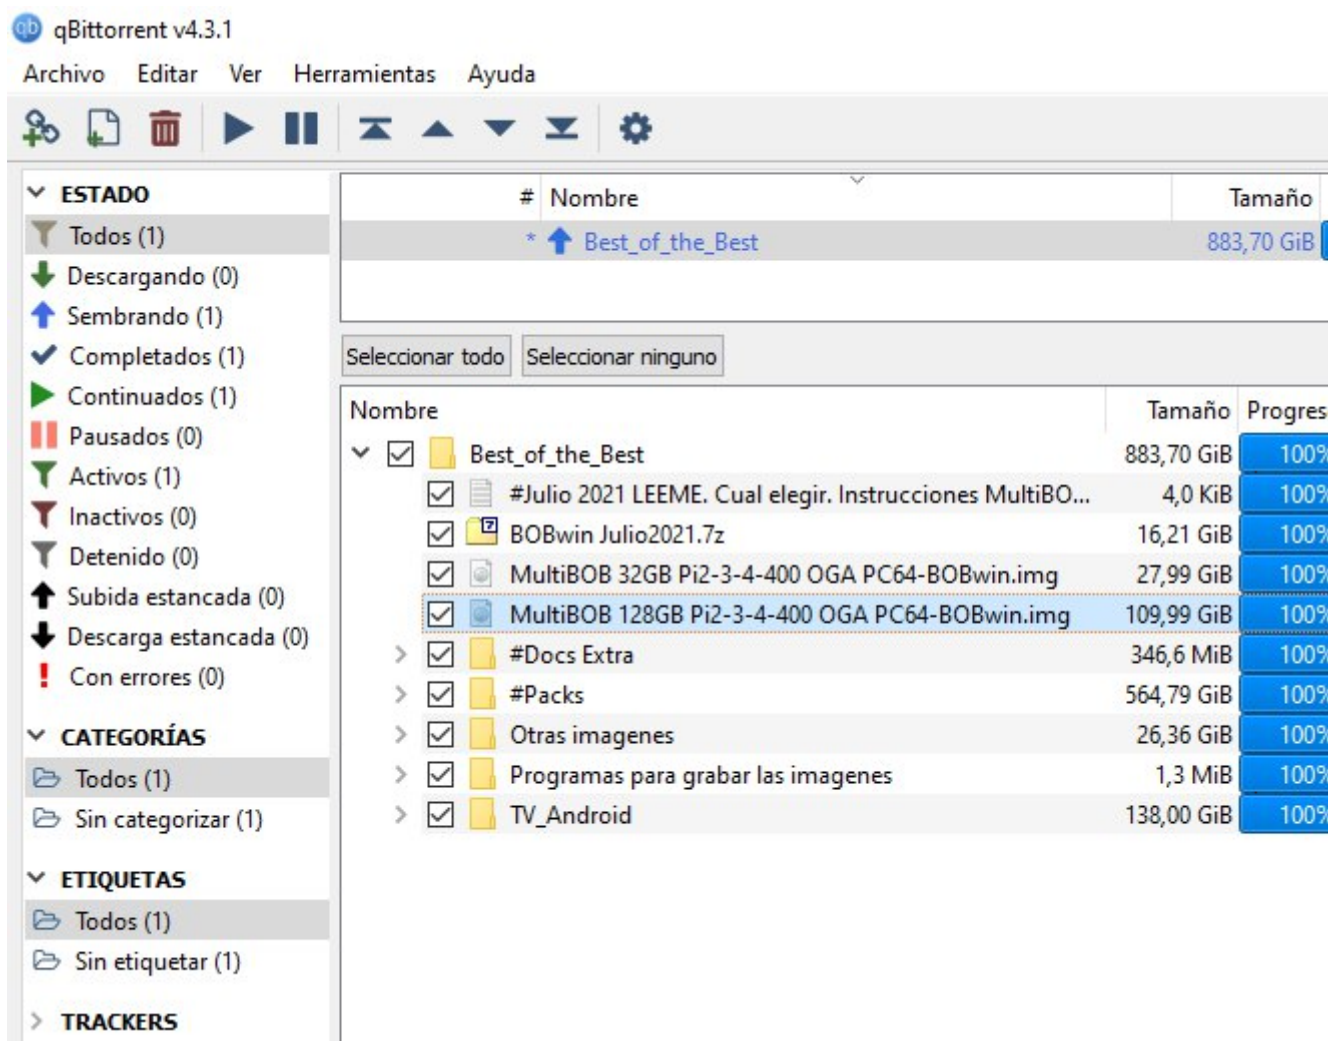 qb qBittorrent v4.3.1
Archivo Editar Ver Herramientas Ayuda
ESTADO
Todos (1)
Descargando (0)
Sembrando (1)
Completados (1)
Continuados (1)
Pausados (0)
Activos (1)
Inactivos (0)
Detenido (0)
Subida estancada (0)
Descarga estancada (0)
Con errores (0)
CATEGORÍAS
Todos (1)
Sin categorizar (1)
ETIQUETAS
Todos (1)
Sin etiquetar (1)
TRACKERS
# Nombre Tamaño
* Best_of_the_Best 883,70 GiB
Seleccionar todo Seleccionar ninguno
Nombre Tamaño Progres
Best_of_the_Best 883,70 GiB 100%
#Julio 2021 LEEME. Cual elegir. Instrucciones MultiBO... 4,0 KiB 100%
7 BOBwin Julio2021.7z 16,21 GiB 100%
MultiBOB 32GB Pi2-3-4-400 OGA PC64-BOBwin.img 27,99 GiB 100%
MultiBOB 128GB Pi2-3-4-400 OGA PC64-BOBwin.img 109,99 GiB 100%
#Docs Extra 346,6 MiB 100%
#Packs 564,79 GiB 100%
Otras imagenes 26,36 GiB 100%
Programas para grabar las imagenes 1,3 MiB 100%
TV_Android 138,00 GiB 100%